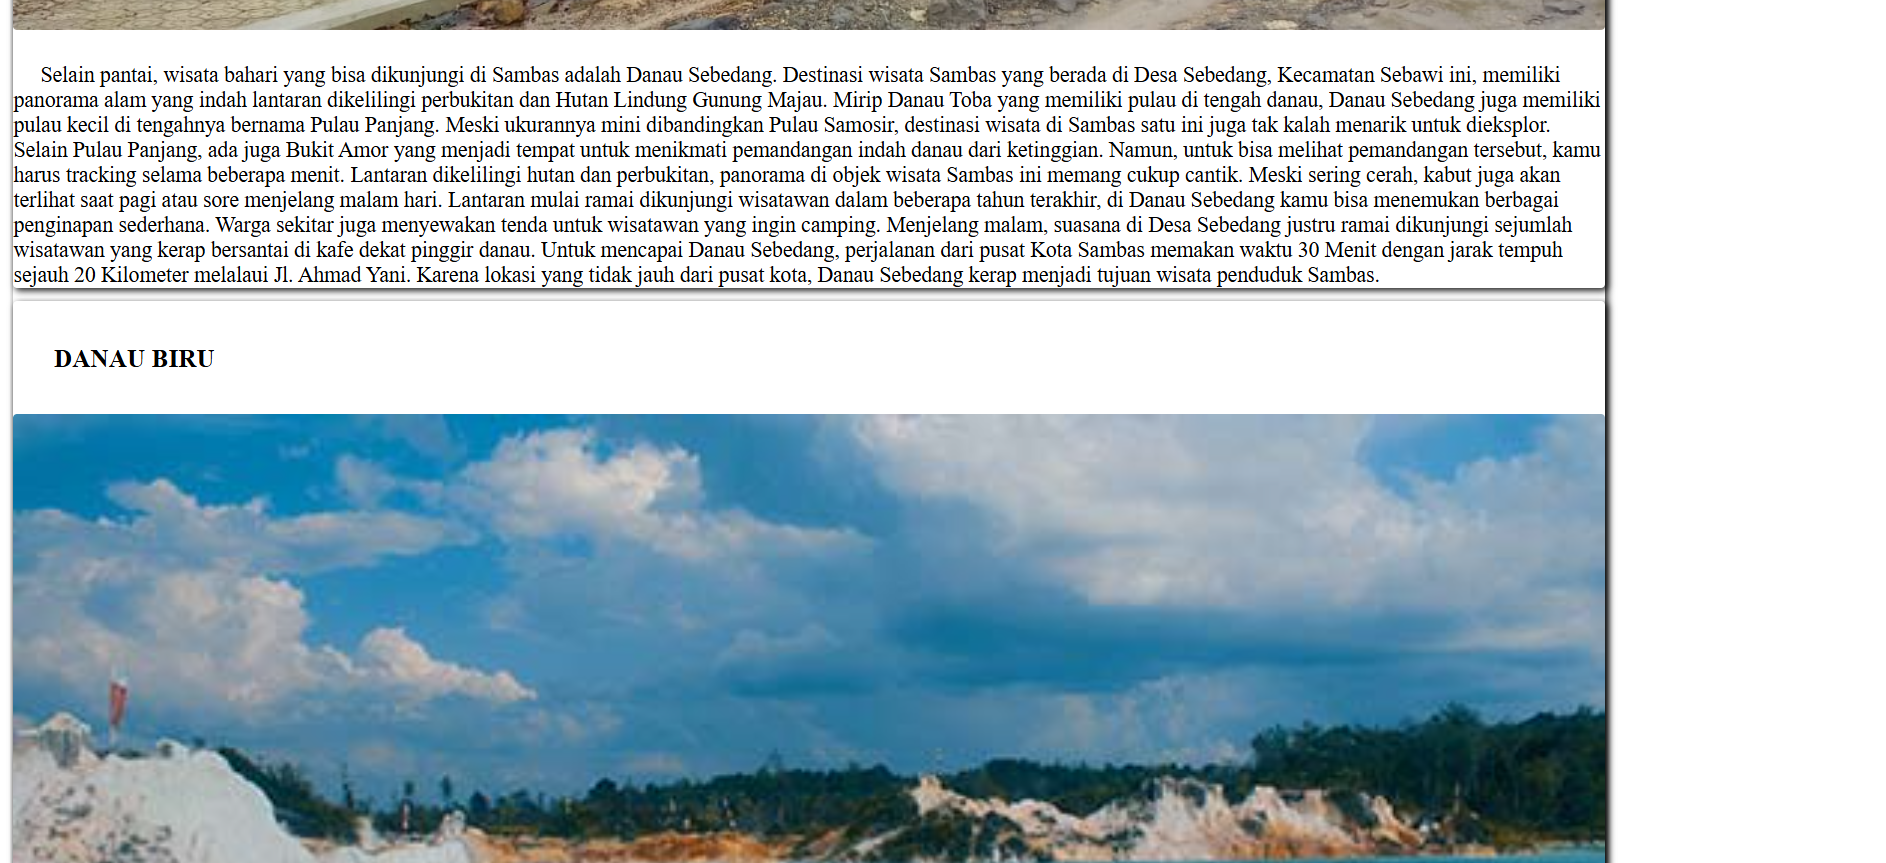 Selain pantai, wisata bahari yang bisa dikunjungi di Sambas adalah Danau Sebedang. Destinasi wisata Sambas yang berada di Desa Sebedang, Kecamatan Sebawi ini, memiliki
panorama alam yang indah lantaran dikelilingi perbukitan dan Hutan Lindung Gunung Majau. Mirip Danau Toba yang memiliki pulau di tengah danau, Danau Sebedang juga memiliki
pulau kecil di tengahnya bernama Pulau Panjang. Meski ukurannya mini dibandingkan Pulau Samosir, destinasi wisata di Sambas satu ini juga tak kalah menarik untuk dieksplor.
Selain Pulau Panjang, ada juga Bukit Amor yang menjadi tempat untuk menikmati pemandangan indah danau dari ketinggian. Namun, untuk bisa melihat pemandangan tersebut, kamu
harus tracking selama beberapa menit. Lantaran dikelilingi hutan dan perbukitan, panorama di objek wisata Sambas ini memang cukup cantik. Meski sering cerah, kabut juga akan
terlihat saat pagi atau sore menjelang malam hari. Lantaran mulai ramai dikunjungi wisatawan dalam beberapa tahun terakhir, di Danau Sebedang kamu bisa menemukan berbagai
penginapan sederhana. Warga sekitar juga menyewakan tenda untuk wisatawan yang ingin camping. Menjelang malam, suasana di Desa Sebedang justru ramai dikunjungi sejumlah
wisatawan yang kerap bersantai di kafe dekat pinggir danau. Untuk mencapai Danau Sebedang, perjalanan dari pusat Kota Sambas memakan waktu 30 Menit dengan jarak tempuh
sejauh 20 Kilometer melalaui Jl. Ahmad Yani. Karena lokasi yang tidak jauh dari pusat kota, Danau Sebedang kerap menjadi tujuan wisata penduduk Sambas.
DANAU BIRU